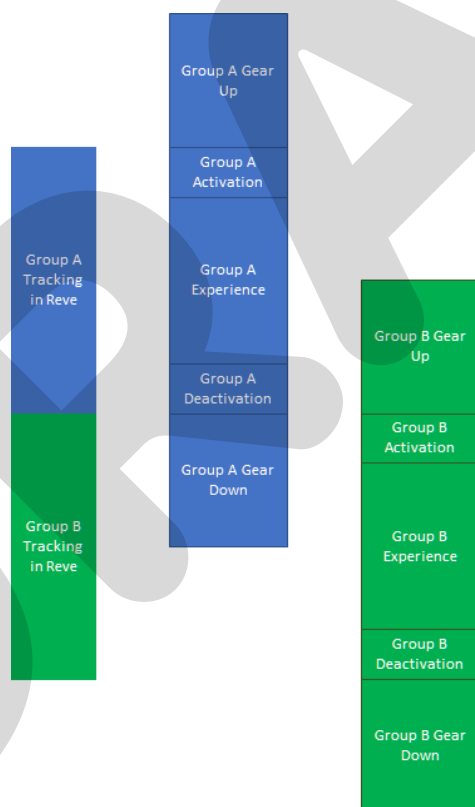 Group A Gear
Up
Group A
Activation
Group A
Tracking
in Reve
Group A
Experience
Group A
Deactivation
Group A Gear
Down
Group B
Tracking
in Reve
Group B Gear
Up
Group B
Activation
Group B
Experience
Group B
Deactivation
Group B Gear
Down